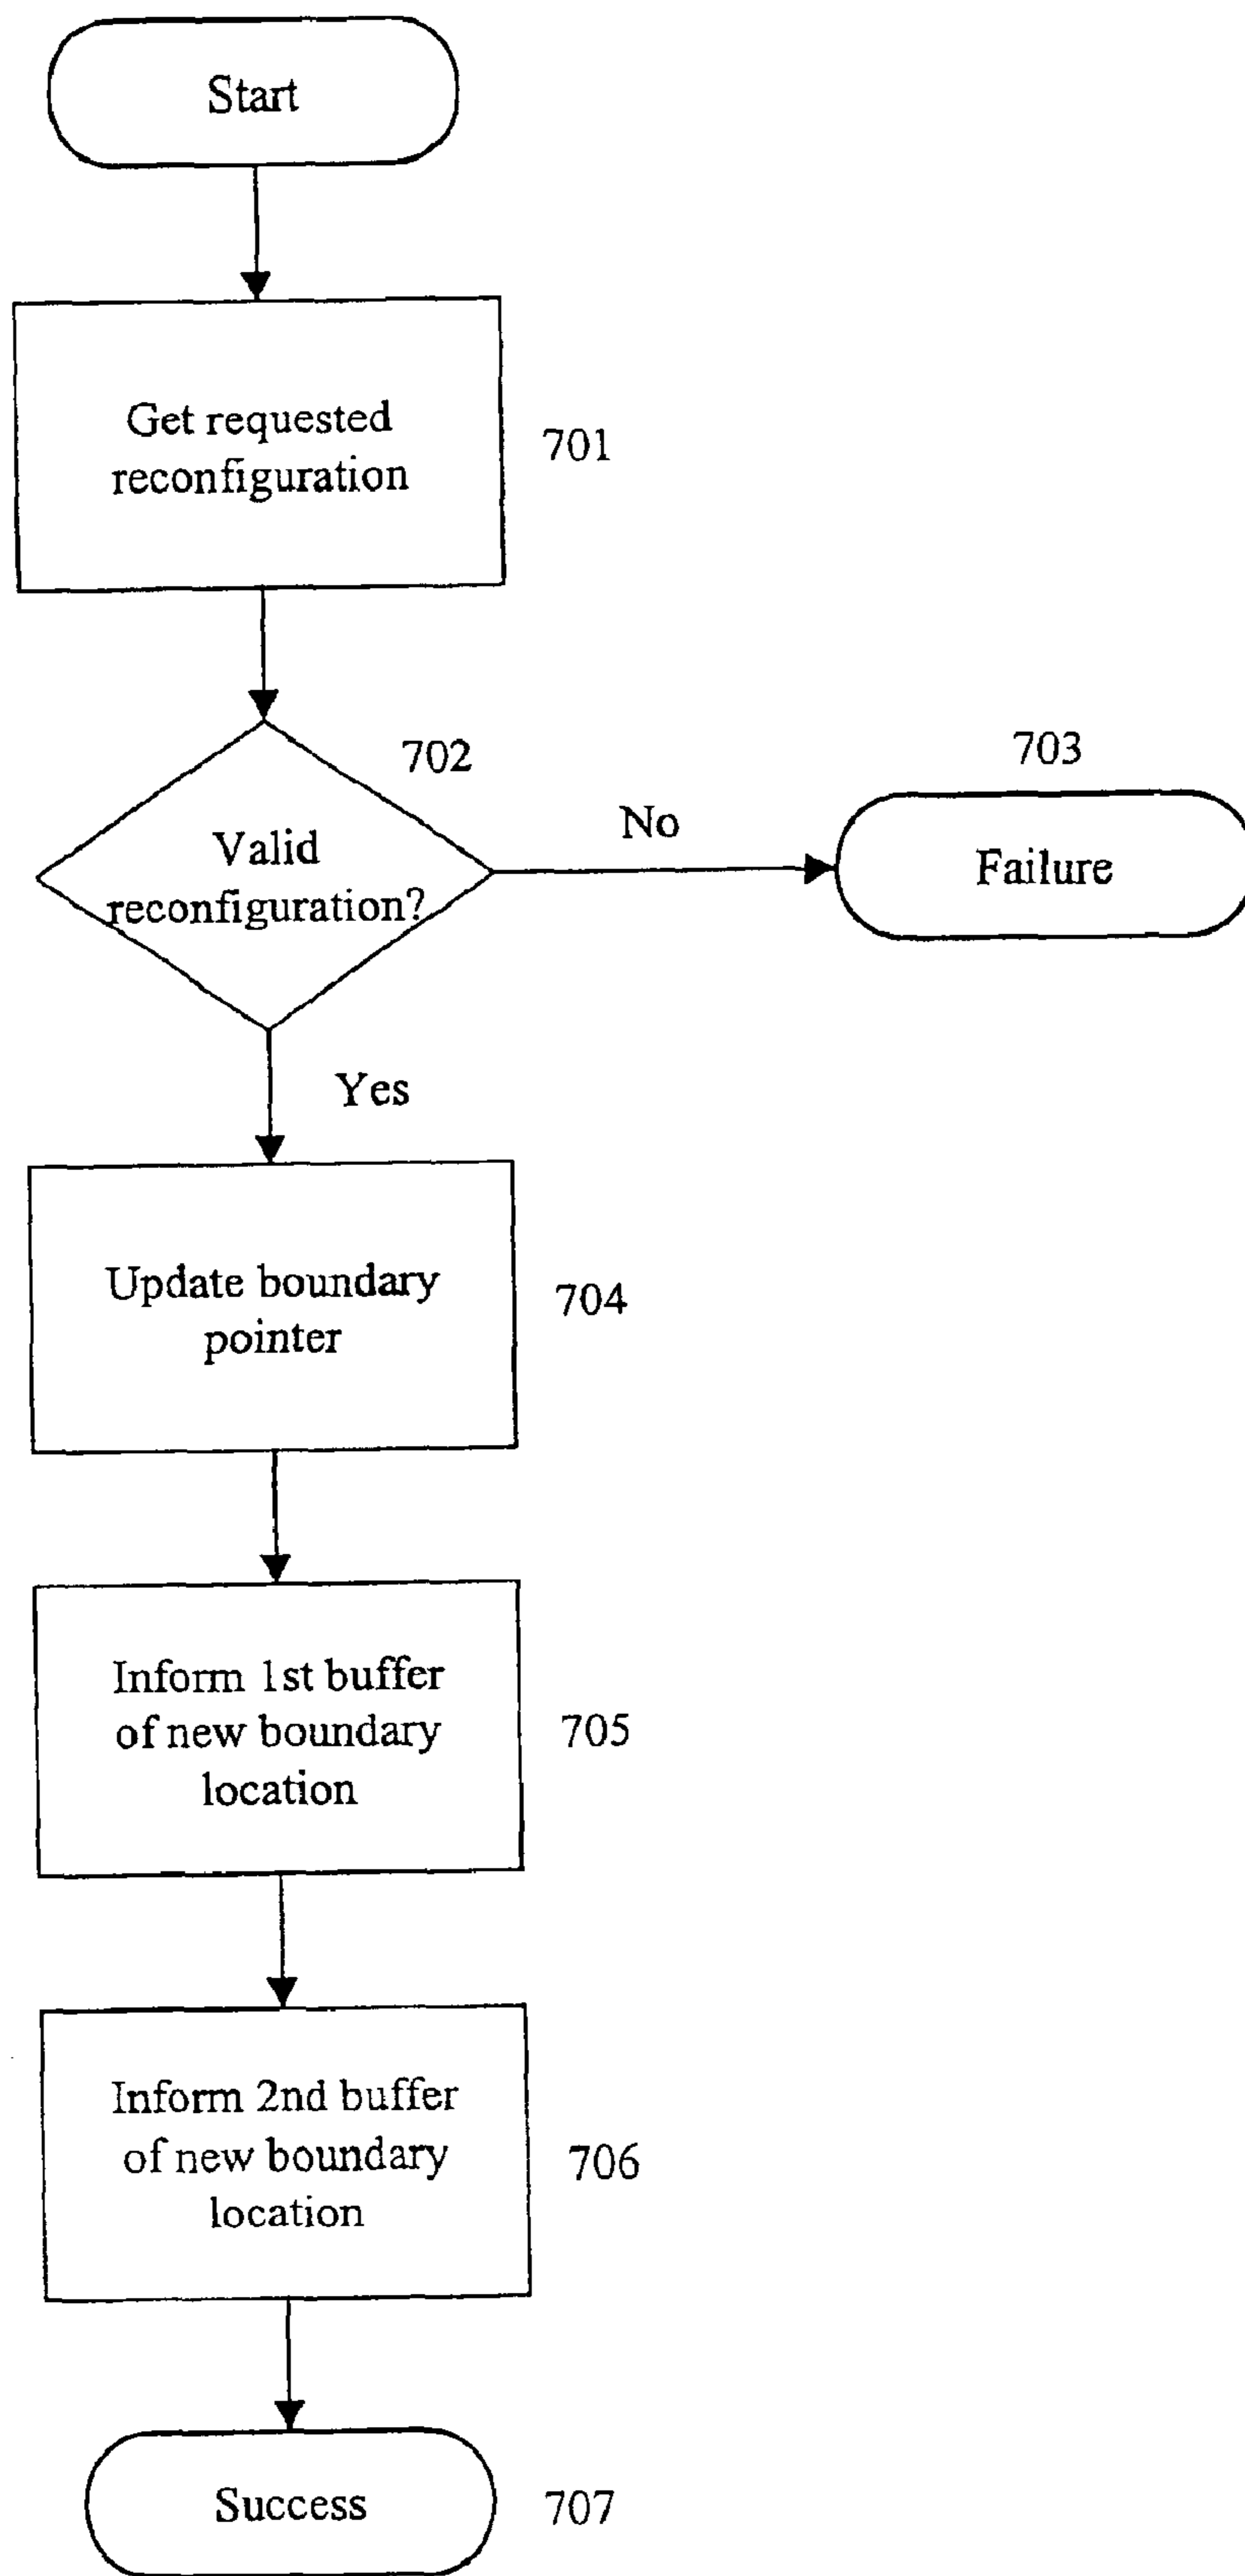 Start
Get requested
reconfiguration
701
702
Valid
reconfiguration?
No
703
Failure
Yes
Update boundary
pointer
704
Inform 1st buffer
of new boundary
location
705
Inform 2nd buffer
of new boundary
location
706
Success
707